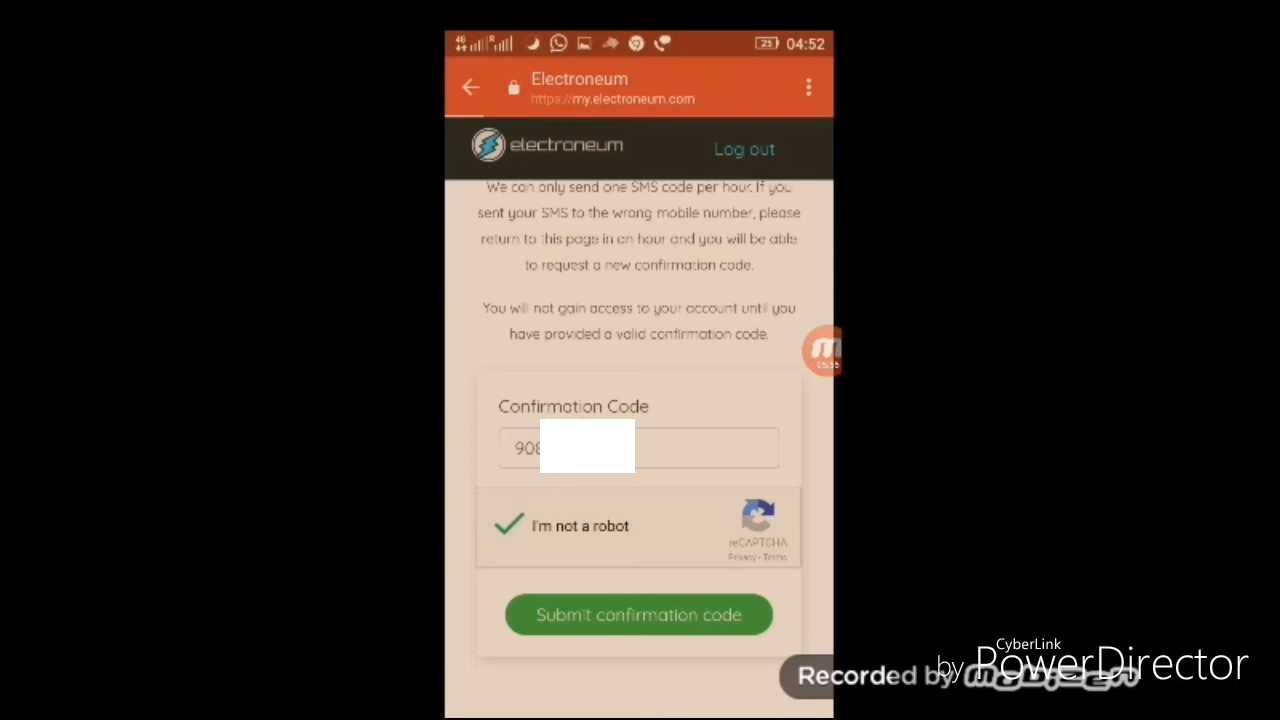 4G R 25 04:52
Electroneum
https://my.electroneum.com
electroneum Log out
We can only send one SMS code per hour. If you
sent your SMS to the wrong mobile number, please
return to this page in an hour and you will be able
to request a new confirmation code.
You will not gain access to your account until you
have provided a valid confirmation code.
Confirmation Code
908
I'm not a robot
reCAPTCHA
Privacy - Terms
Submit confirmation code
CyberLink
by PowerDirector
Recorded by MOBIZEN